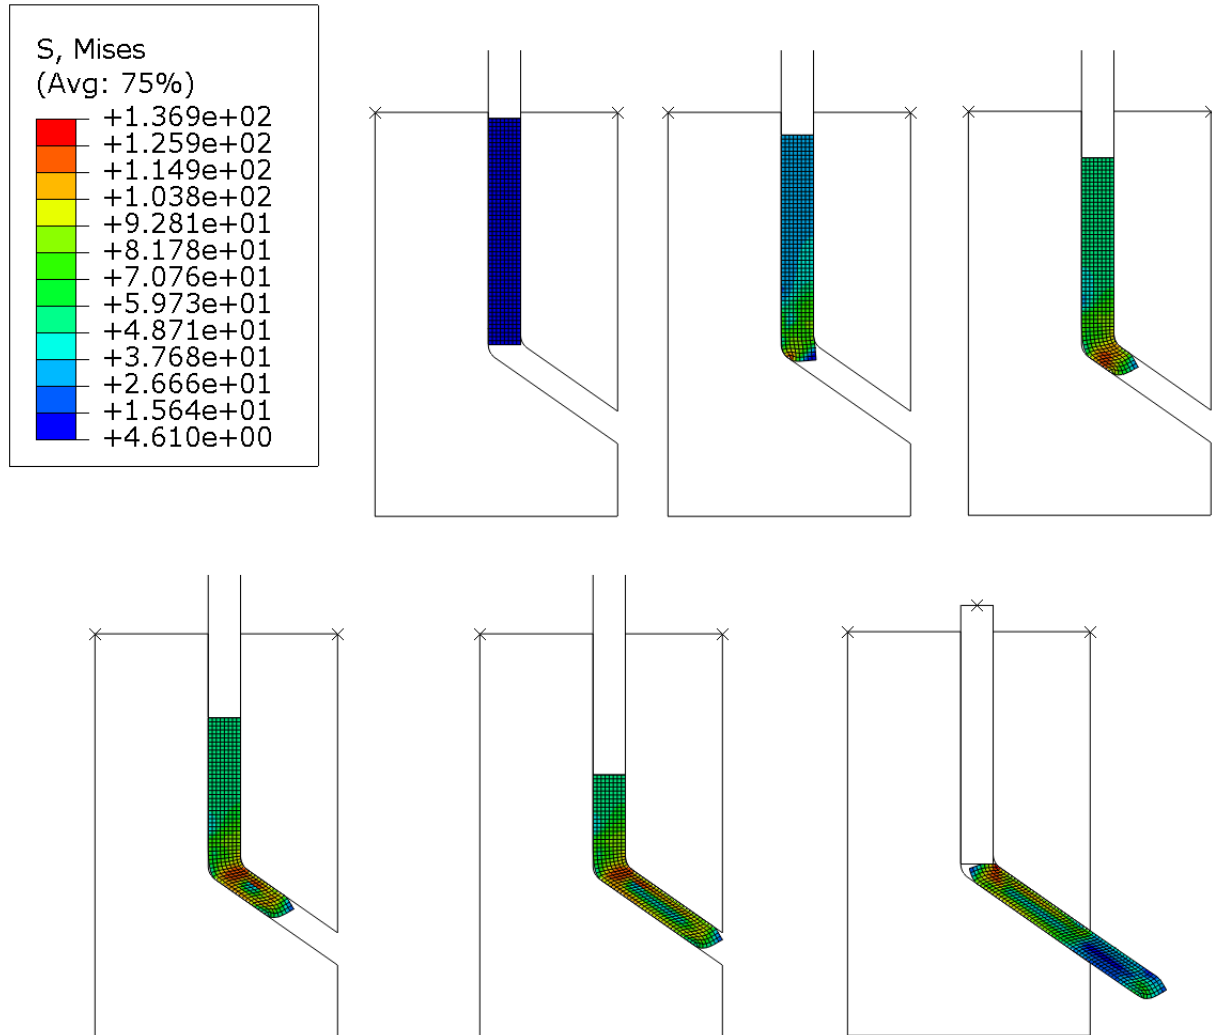 S, Mises
(Avg: 75%)
+1.369e+02
+1.259e+02
+1.149e+02
+1.038e+02
+9.281e+01
+8.178e+01
+7.076e+01
+5.973e+01
+4.871e+01
+3.768e+01
+2.666e+01
+1.564e+01
+4.610e+00